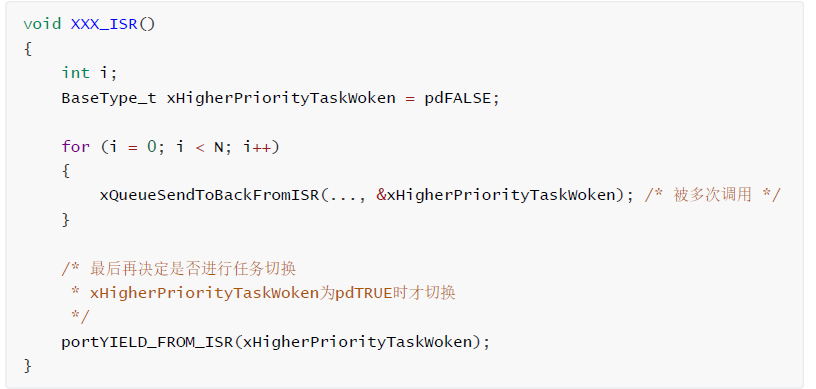 void XXX_ISR()
{
    int i;
    BaseType_t xHigherPriorityTaskWoken = pdFALSE;

    for (i = 0; i < N; i++)
    {
        xQueueSendToBackFromISR(..., &xHigherPriorityTaskWoken); /* 被多次调用 */
    }

    /* 最后再决定是否进行任务切换
     * xHigherPriorityTaskWoken为pdTRUE时才切换
     */
    portYIELD_FROM_ISR(xHigherPriorityTaskWoken);
}